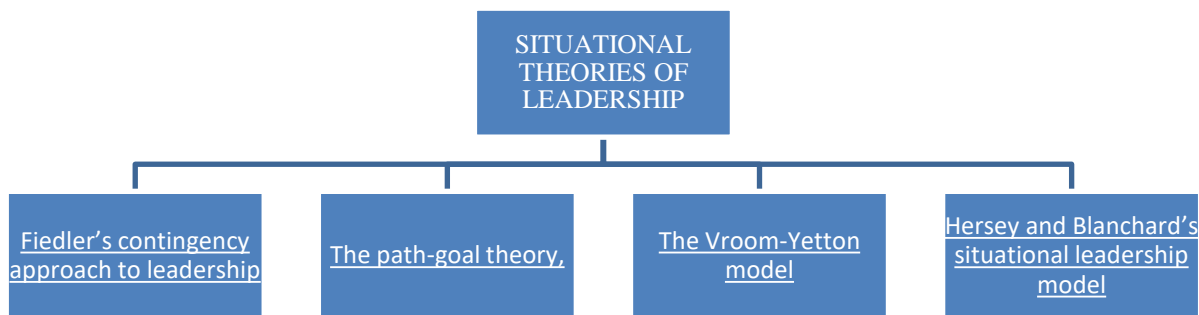 SITUATIONAL
THEORIES OF
LEADERSHIP
Fiedler’s contingency
approach to leadership
The path-goal theory,
The Vroom-Yetton
model
Hersey and Blanchard’s
situational leadership
model